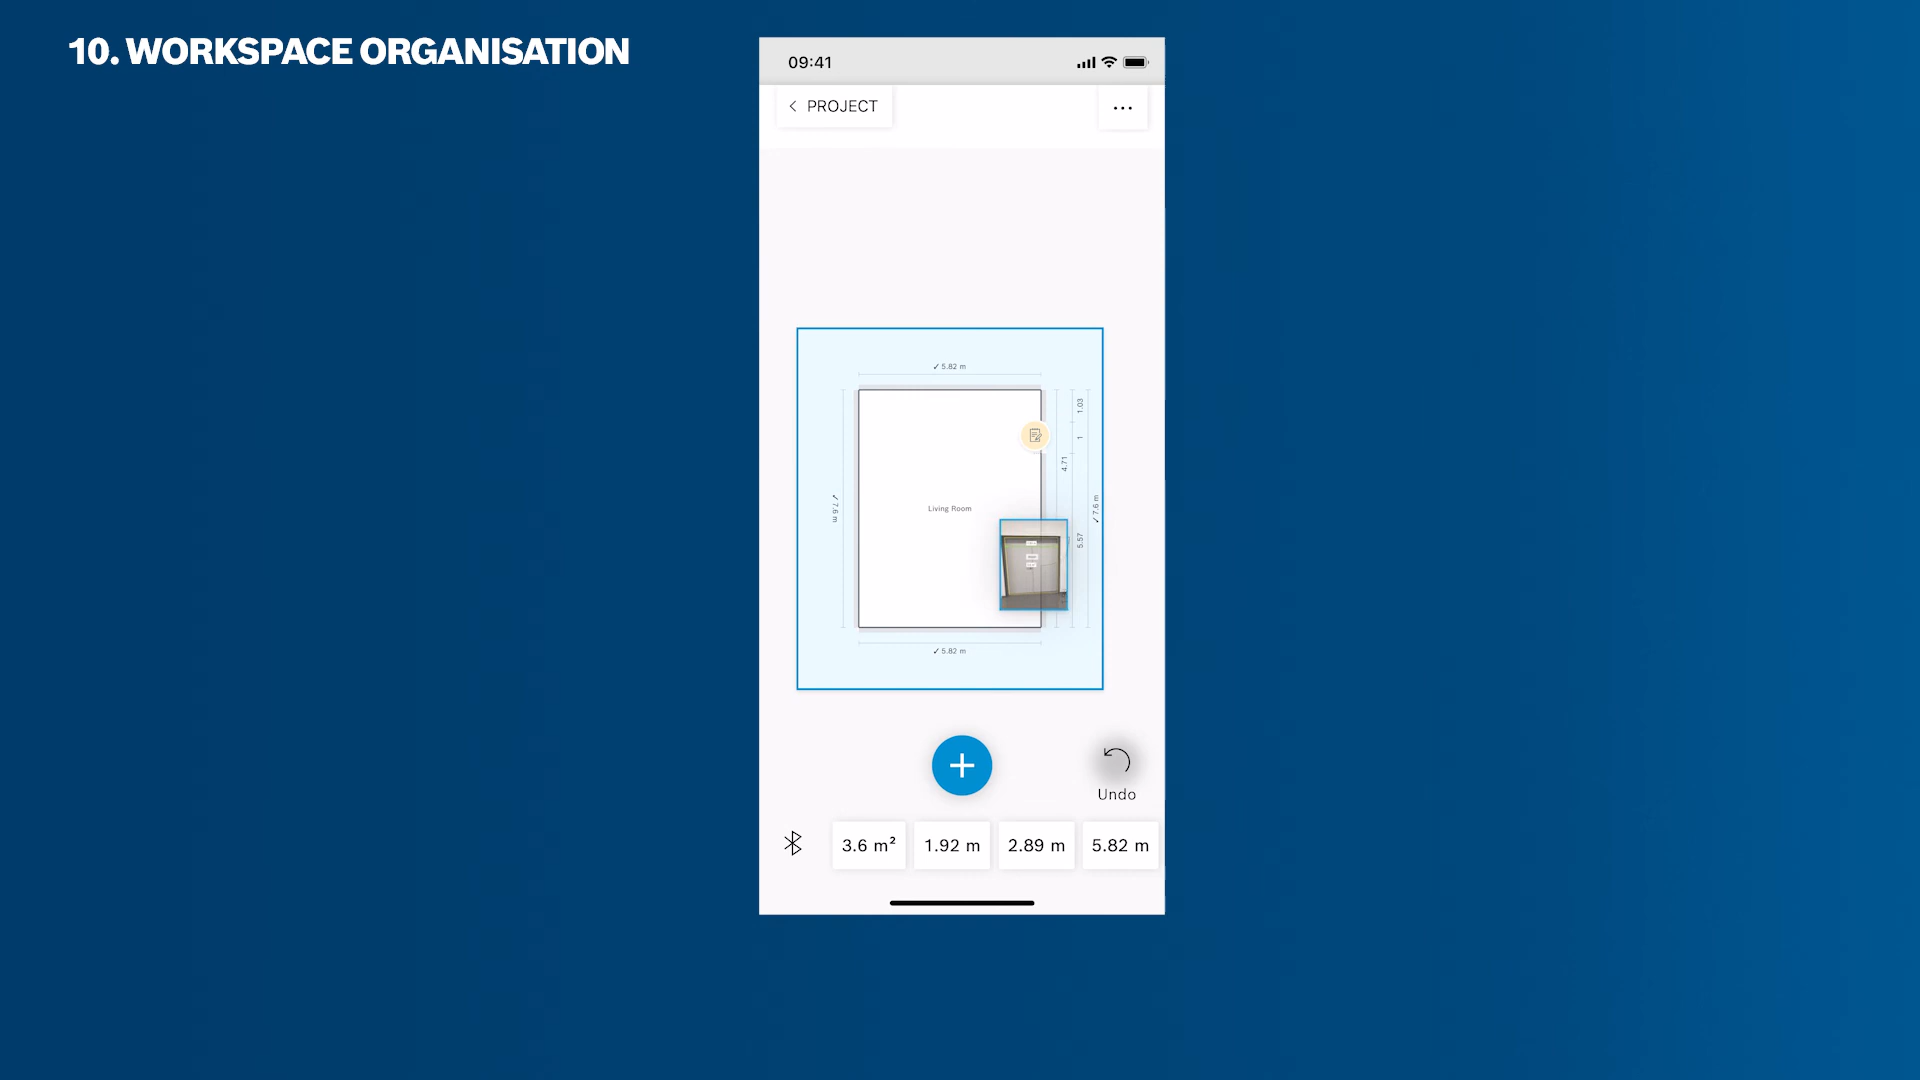 10. WORKSPACE ORGANISATION
09:41
PROJECT
✓ 5.82 m
1.03
1
4.71
✓ 7.6 m
✓ 7.6 m
Living Room
5.57
✓ 5.82 m
Undo
3.6 m² 1.92 m 2.89 m 5.82 m